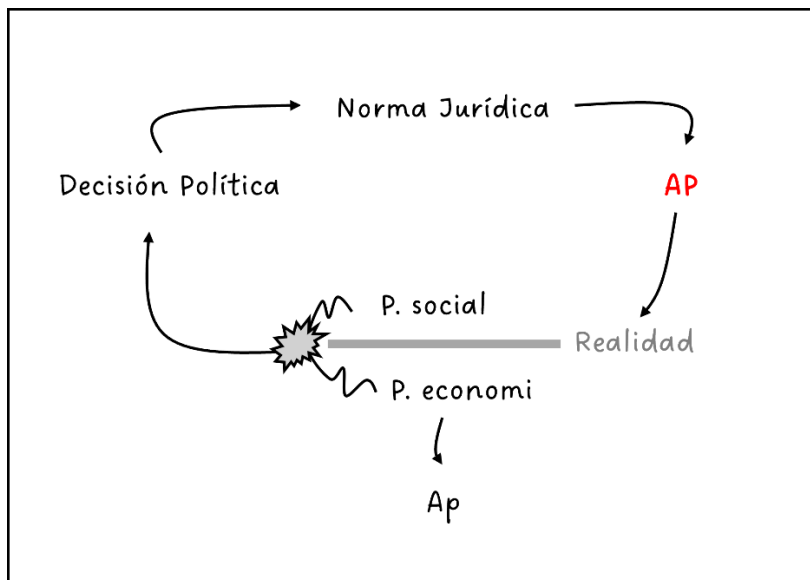 Norma Jurídica
Decisión Política
AP
P. social
Realidad
P. economi
Ap